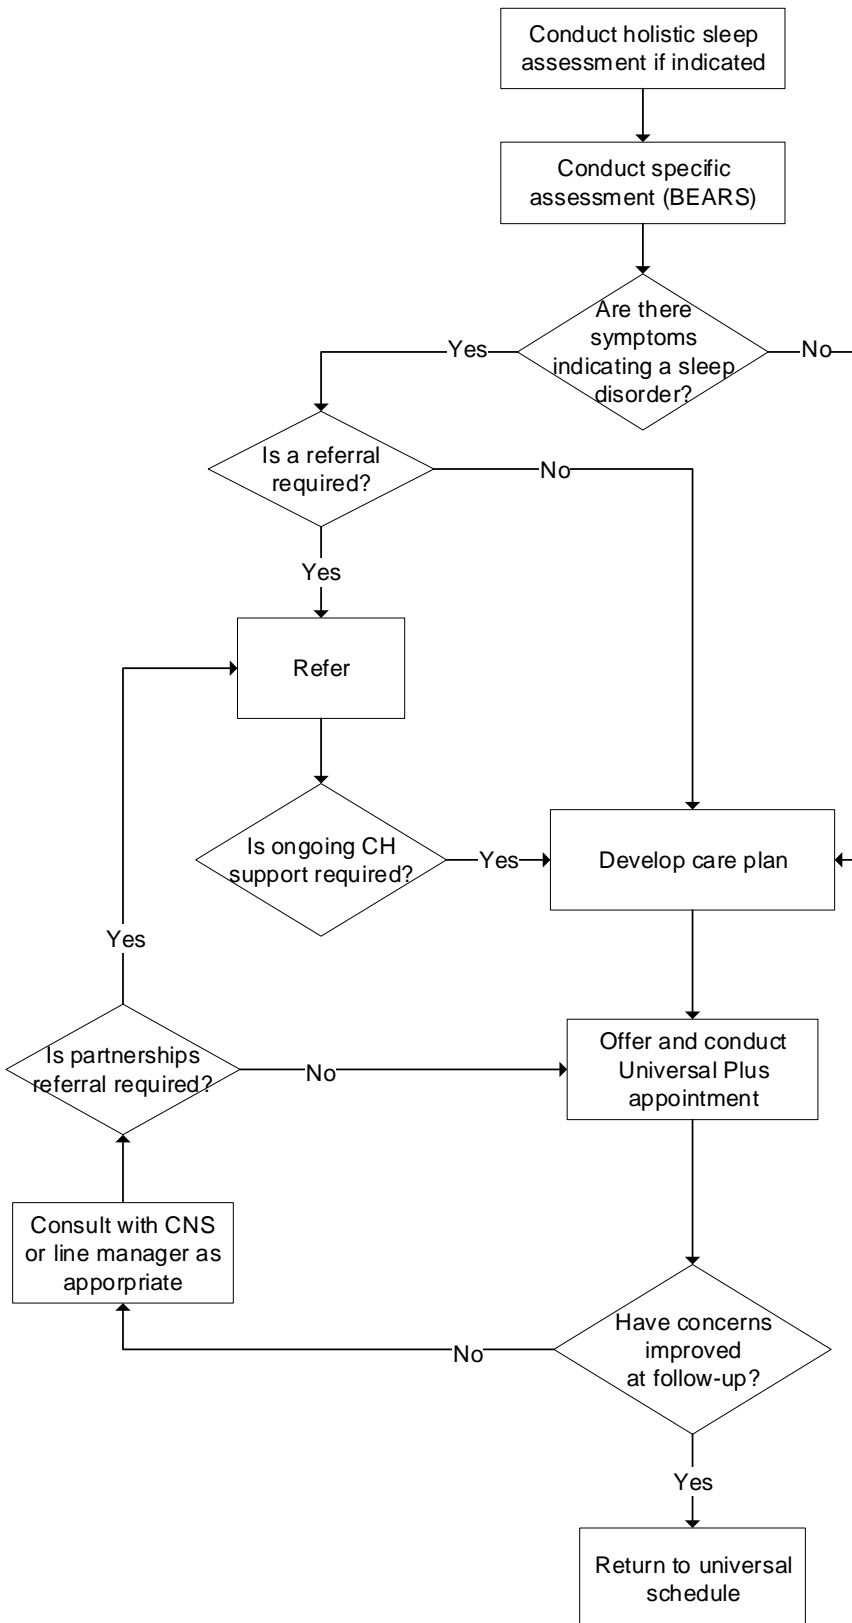 Conduct holistic sleep
assessment if indicated
Conduct specific
assessment (BEARS)
Are there
symptoms
indicating a sleep
disorder?
Yes
No
Is a referral
required?
No
Yes
Refer
Is ongoing CH
support required?
Yes
Develop care plan
Yes
Is partnerships
referral required?
No
Offer and conduct
Universal Plus
appointment
Consult with CNS
or line manager as
apporpriate
Have concerns
improved
at follow-up?
No
Yes
Return to universal
schedule